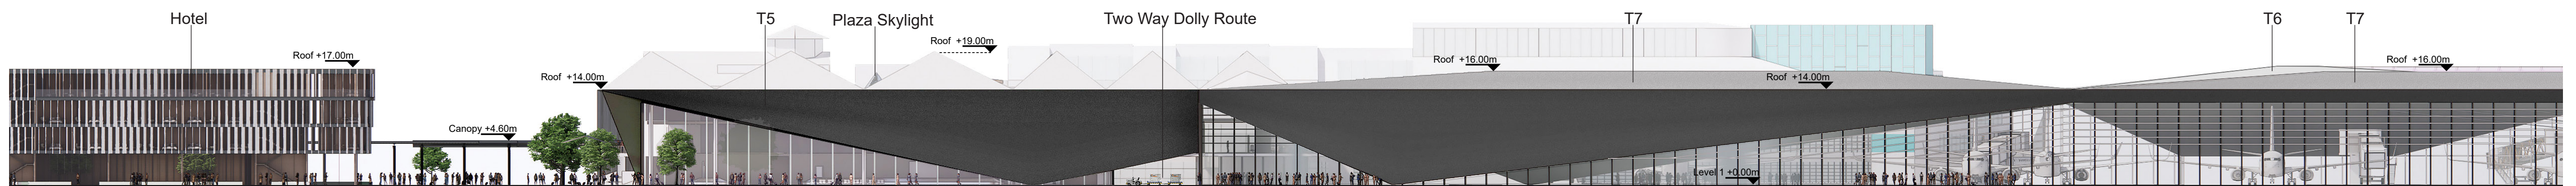 Hotel
T5
Plaza Skylight
Two Way Dolly Route
T7
T6
T7
Roof +17.00m
Roof +14.00m
Canopy +4.60m
Roof +19.00m
Roof +16.00m
Roof +14.00m
Level 1 +0.00m
Roof +16.00m